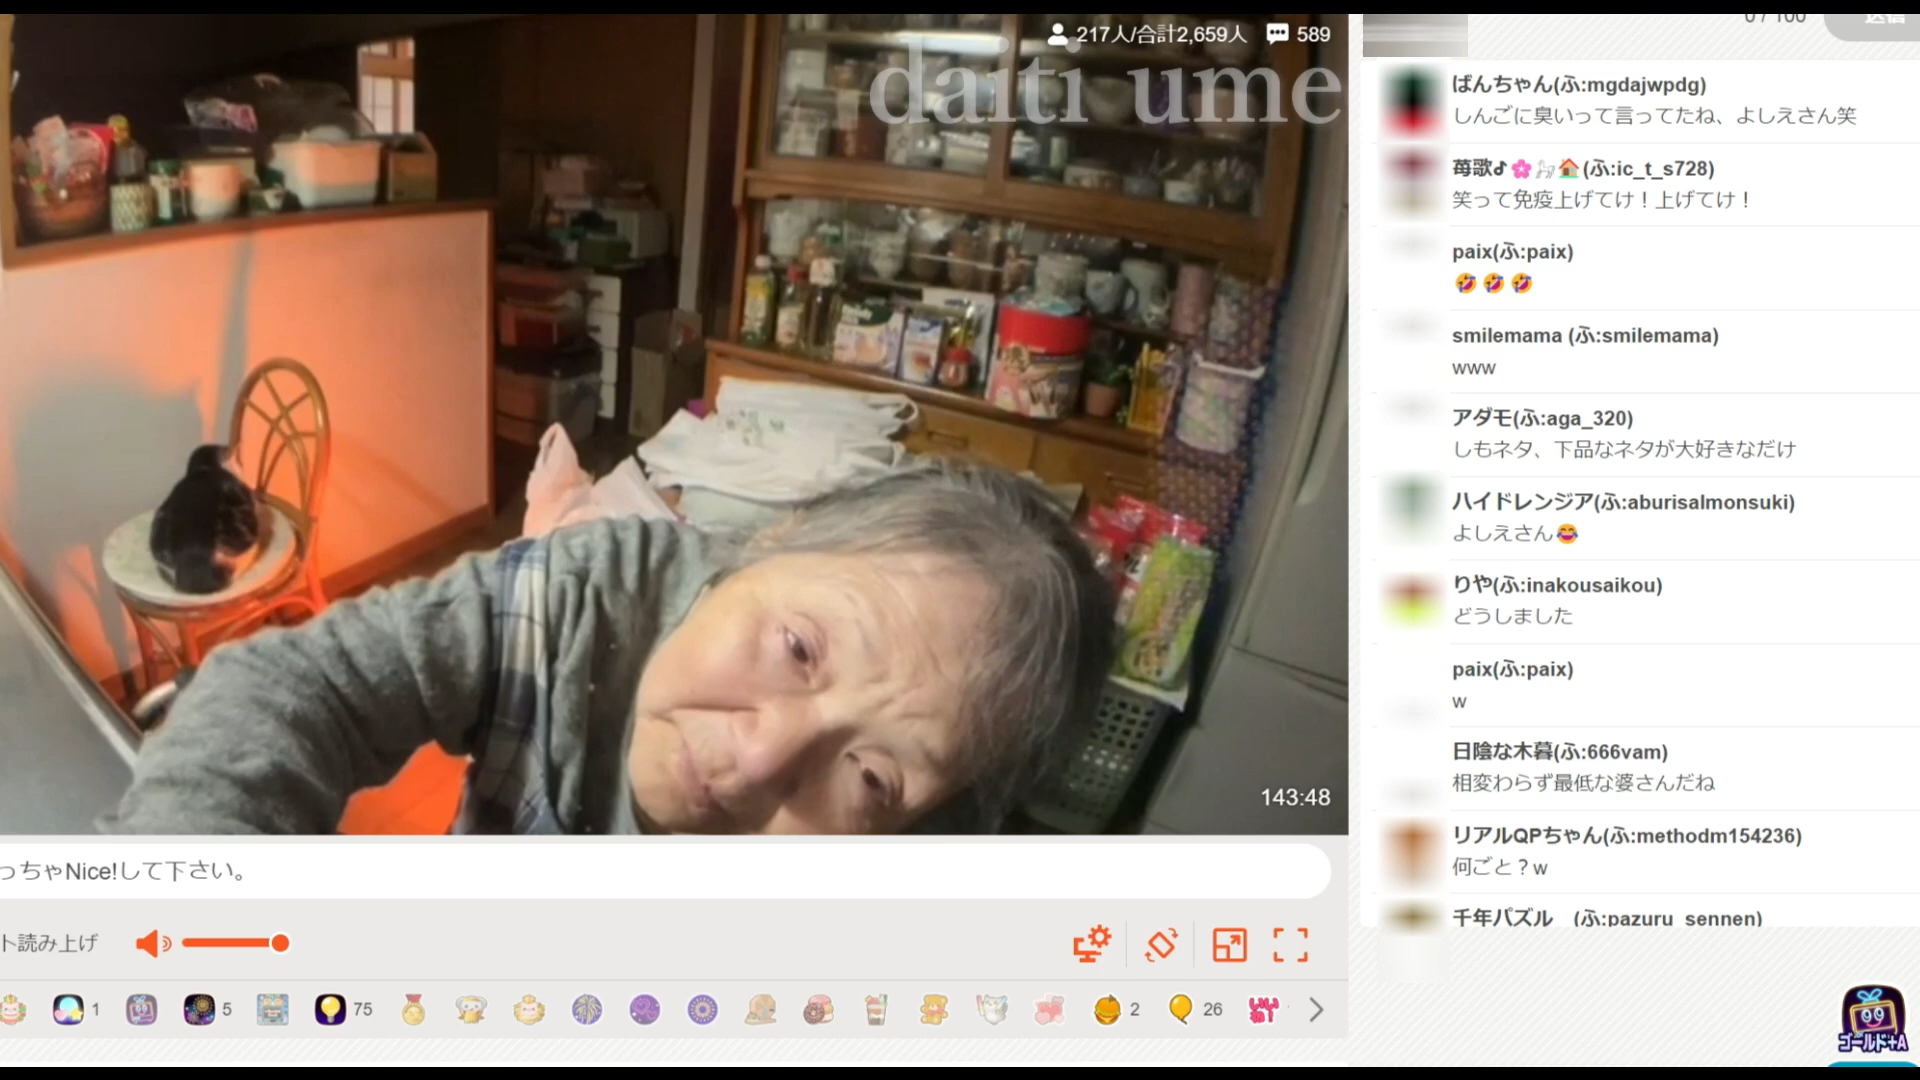 217人/合計2,659人 589
daiti ume
143:48
っちゃNice!して下さい。
ト読み上げ
1
5
75
2
26
0 / 100
送信
ばんちゃん(ふ:mgdajwpdg)
しんごに臭いって言ってたね、よしえさん笑
苺歌♪🌸🐈🏠(ふ:ic_t_s728)
笑って免疫上げてけ！上げてけ！
paix(ふ:paix)
🤣🤣🤣
smilemama (ふ:smilemama)
www
アダモ(ふ:aga_320)
しもネタ、下品なネタが大好きなだけ
ハイドレンジア(ふ:aburisalmonsuki)
よしえさん😂
りや(ふ:inakousaikou)
どうしました
paix(ふ:paix)
w
日陰な木暮(ふ:666vam)
相変わらず最低な婆さんだね
リアルQPちゃん(ふ:methodm154236)
何ごと？w
千年パズル　(ふ:pazuru_sennen)
ゴールド+A